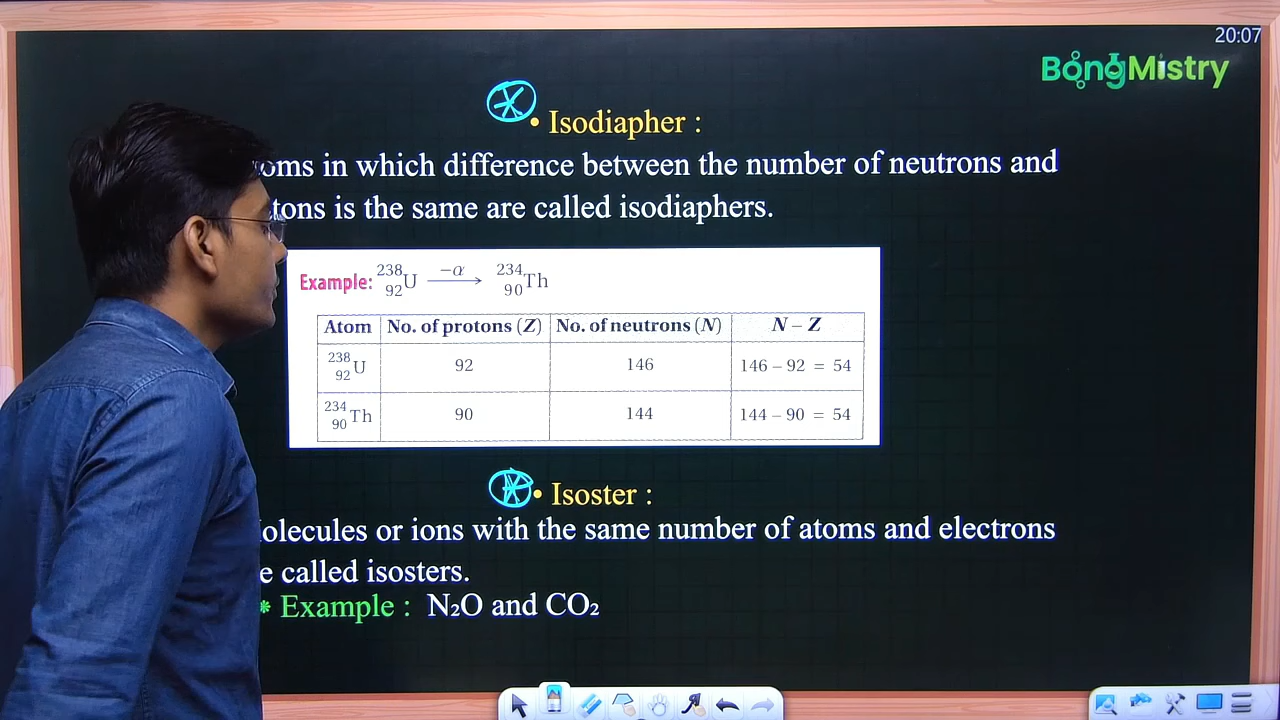 20:07
BongMistry
• Isodiapher :
oms in which difference between the number of neutrons and
tons is the same are called isodiaphers.
Example: ²³⁸₉₂U —−α→ ²³⁴₉₀Th
Atom No. of protons (Z) No. of neutrons (N) N – Z
²³⁸₉₂U 92 146 146 – 92 = 54
²³⁴₉₀Th 90 144 144 – 90 = 54
• Isoster :
olecules or ions with the same number of atoms and electrons
e called isosters.
* Example : N₂O and CO₂